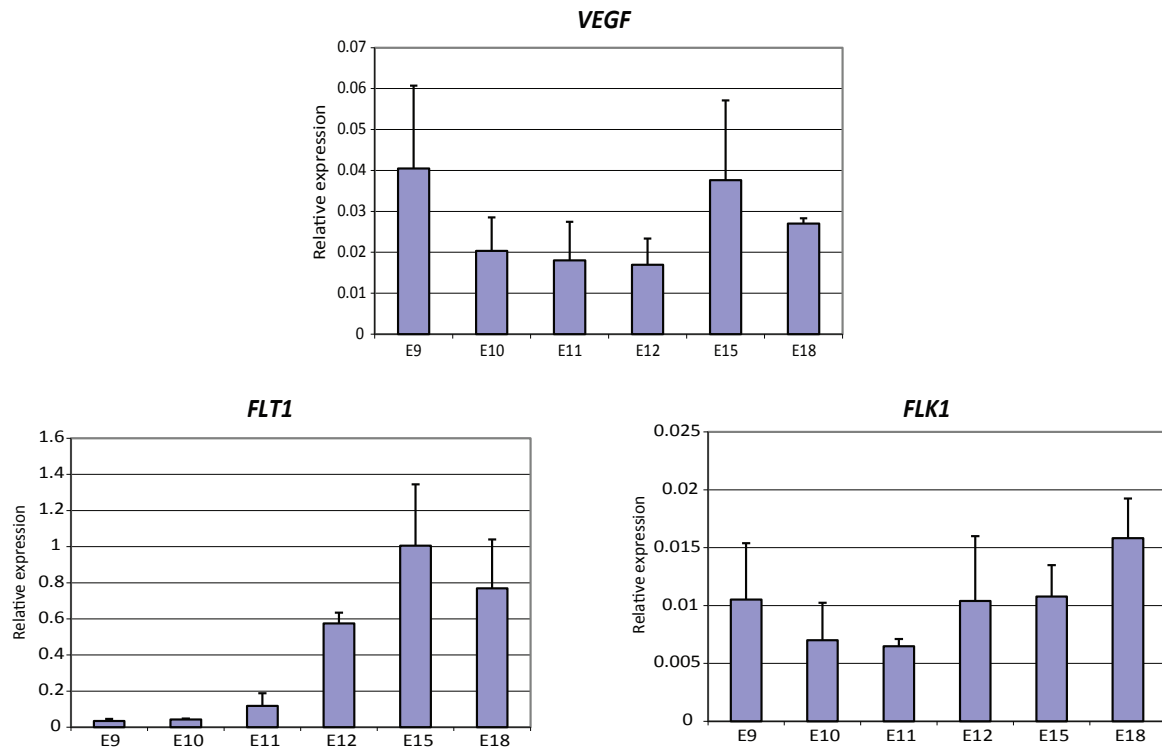 VEGF
Relative expression
0.07
0.06
0.05
0.04
0.03
0.02
0.01
0
E9 E10 E11 E12 E15 E18
FLT1
Relative expression
1.6
1.4
1.2
1
0.8
0.6
0.4
0.2
0
E9 E10 E11 E12 E15 E18
FLK1
Relative expression
0.025
0.02
0.015
0.01
0.005
0
E9 E10 E11 E12 E15 E18